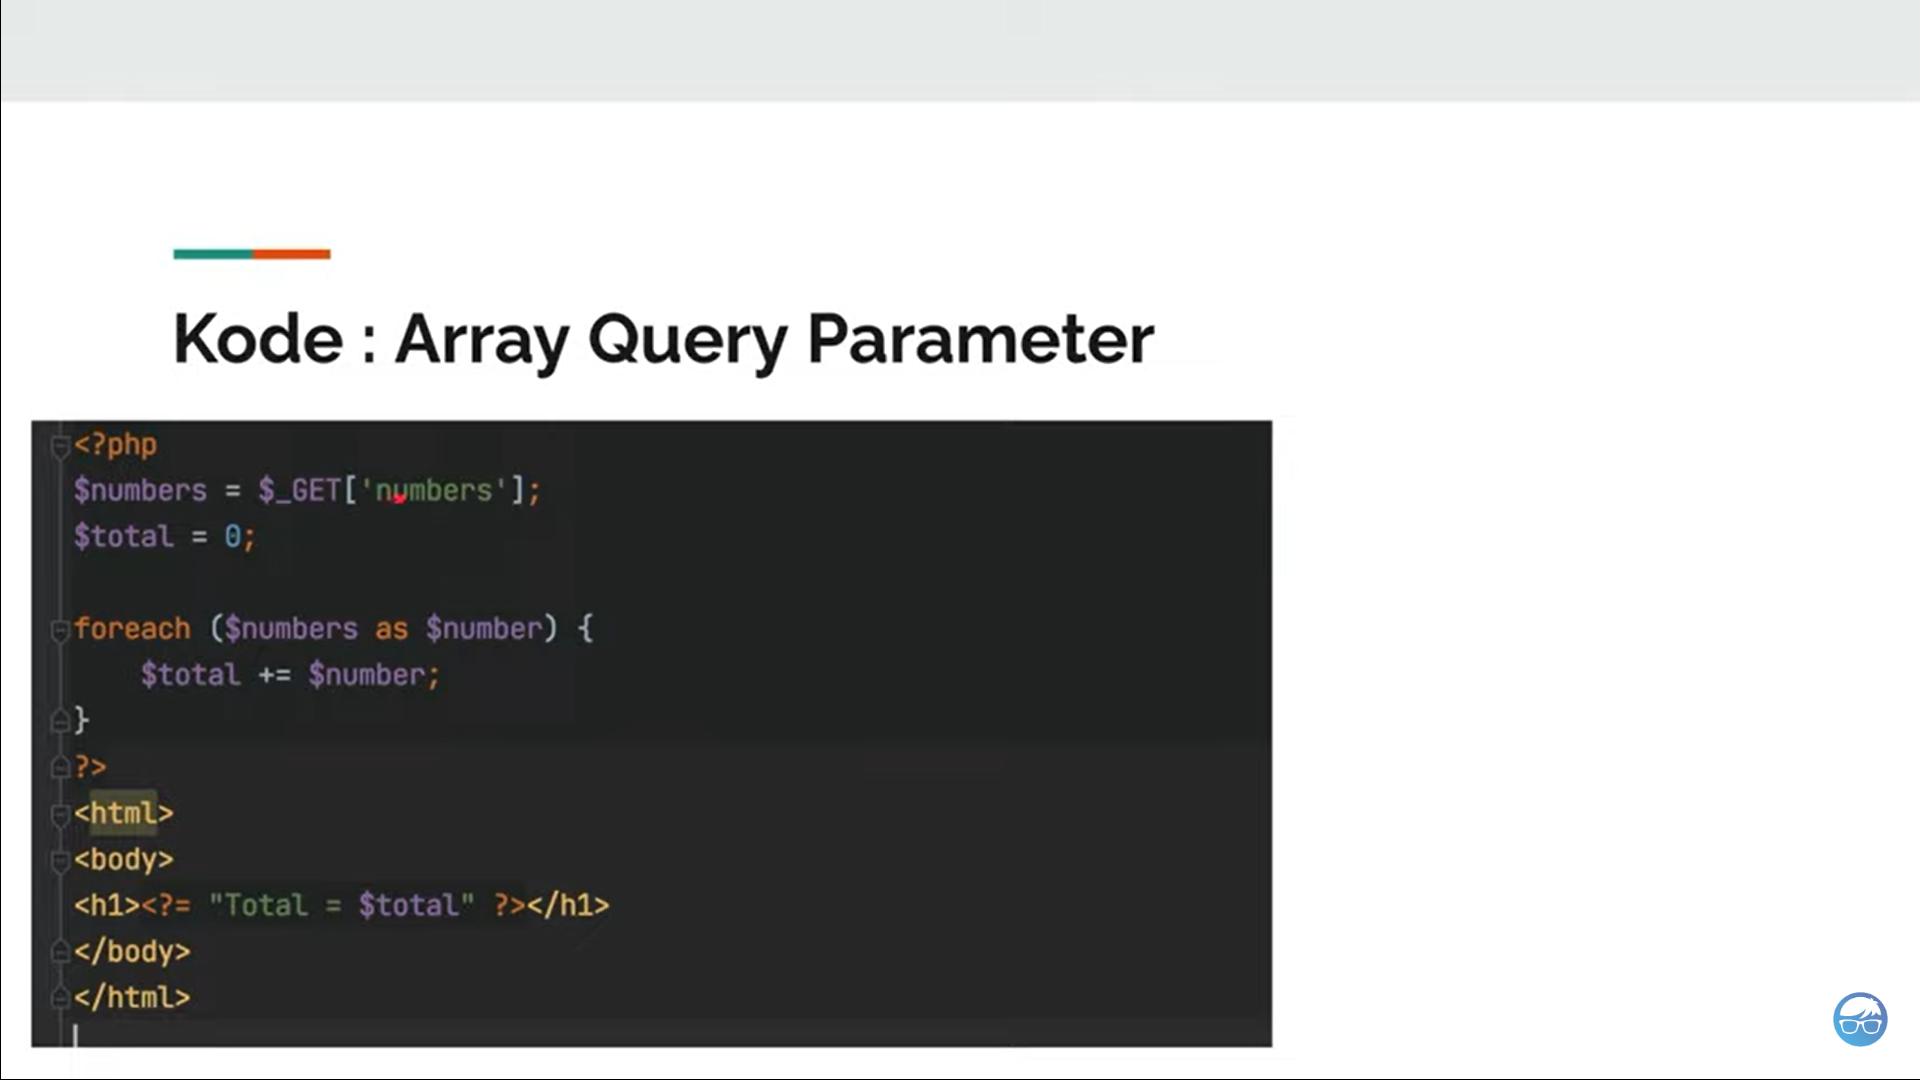 Kode : Array Query Parameter
<?php
$numbers = $_GET['numbers'];
$total = 0;
foreach ($numbers as $number) {
    $total += $number;
}
?>
<html>
<body>
<h1><?= "Total = $total" ?></h1>
</body>
</html>